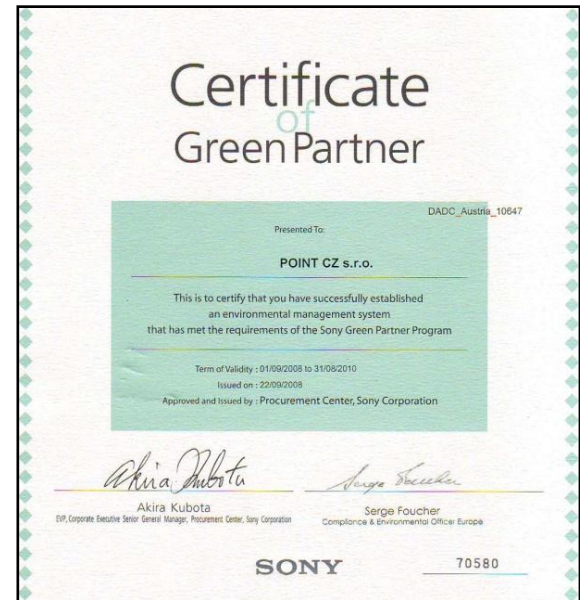 Certificate
of
Green Partner
DADC_Austria_10647
Presented To:
POINT CZ s.r.o.
This is to certify that you have successfully established
an environmental management system
that has met the requirements of the Sony Green Partner Program
Term of Validity : 01/09/2008 to 31/08/2010
Issued on : 22/09/2008
Approved and Issued by : Procurement Center, Sony Corporation
Akira Kubota
Serge Foucher
Akira Kubota
EVP, Corporate Executive Senior General Manager, Procurement Center, Sony Corporation
Serge Foucher
Compliance & Environmental Officer Europe
SONY
70580